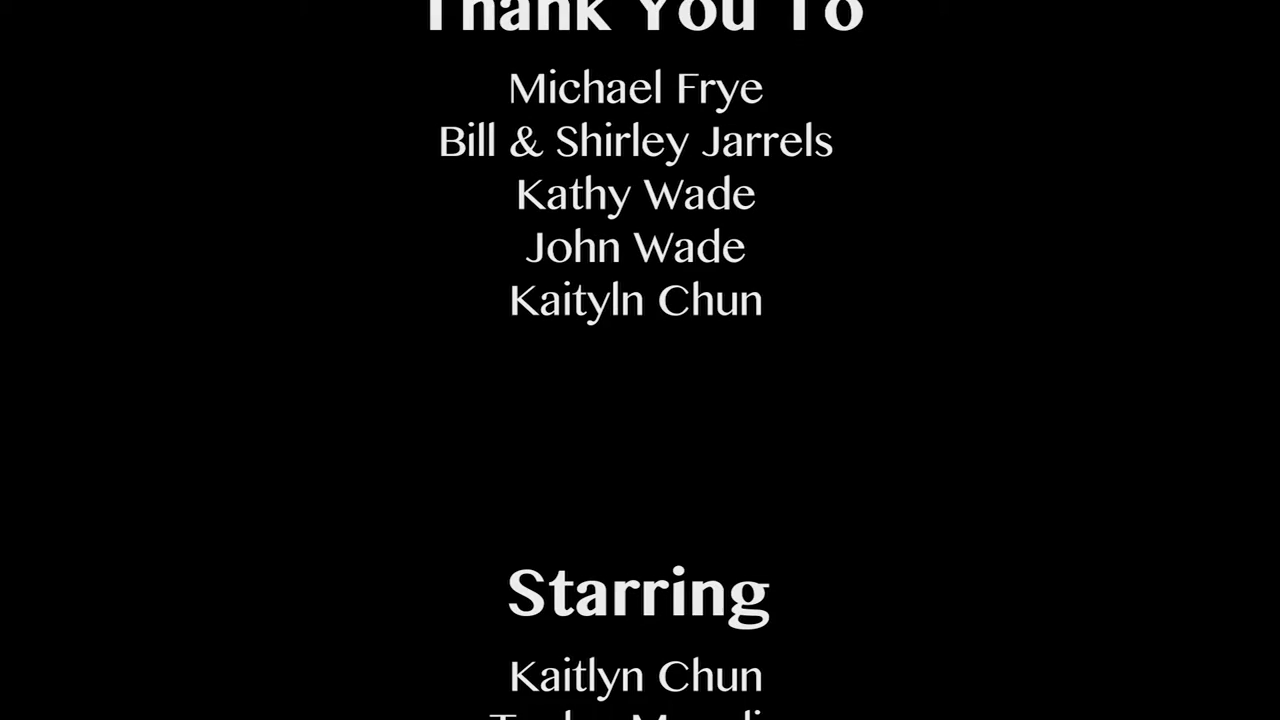 Thank You To
Michael Frye
Bill & Shirley Jarrels
Kathy Wade
John Wade
Kaityln Chun
Starring
Kaitlyn Chun